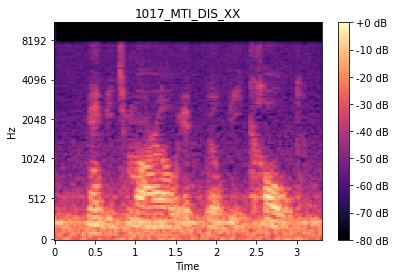 1017_MTI_DIS_XX
+0 dB
8192
-10 dB
4096
-20 dB
-30 dB
2048
Hz
-40 dB
1024
-50 dB
512
-60 dB
-70 dB
0
-80 dB
0 0.5 1 1.5 2 2.5 3
Time